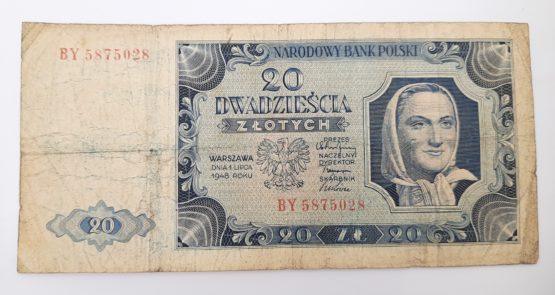 BY 5875028
NARODOWY BANK POLSKI
20
DWADZIEŚCIA
ZŁOTYCH
WARSZAWA
DNIA 1 LIPCA
1948 ROKU
PREZES
NACZELNY
DYREKTOR
SKARBNIK
BY 5875028
20
20 ZŁ 20